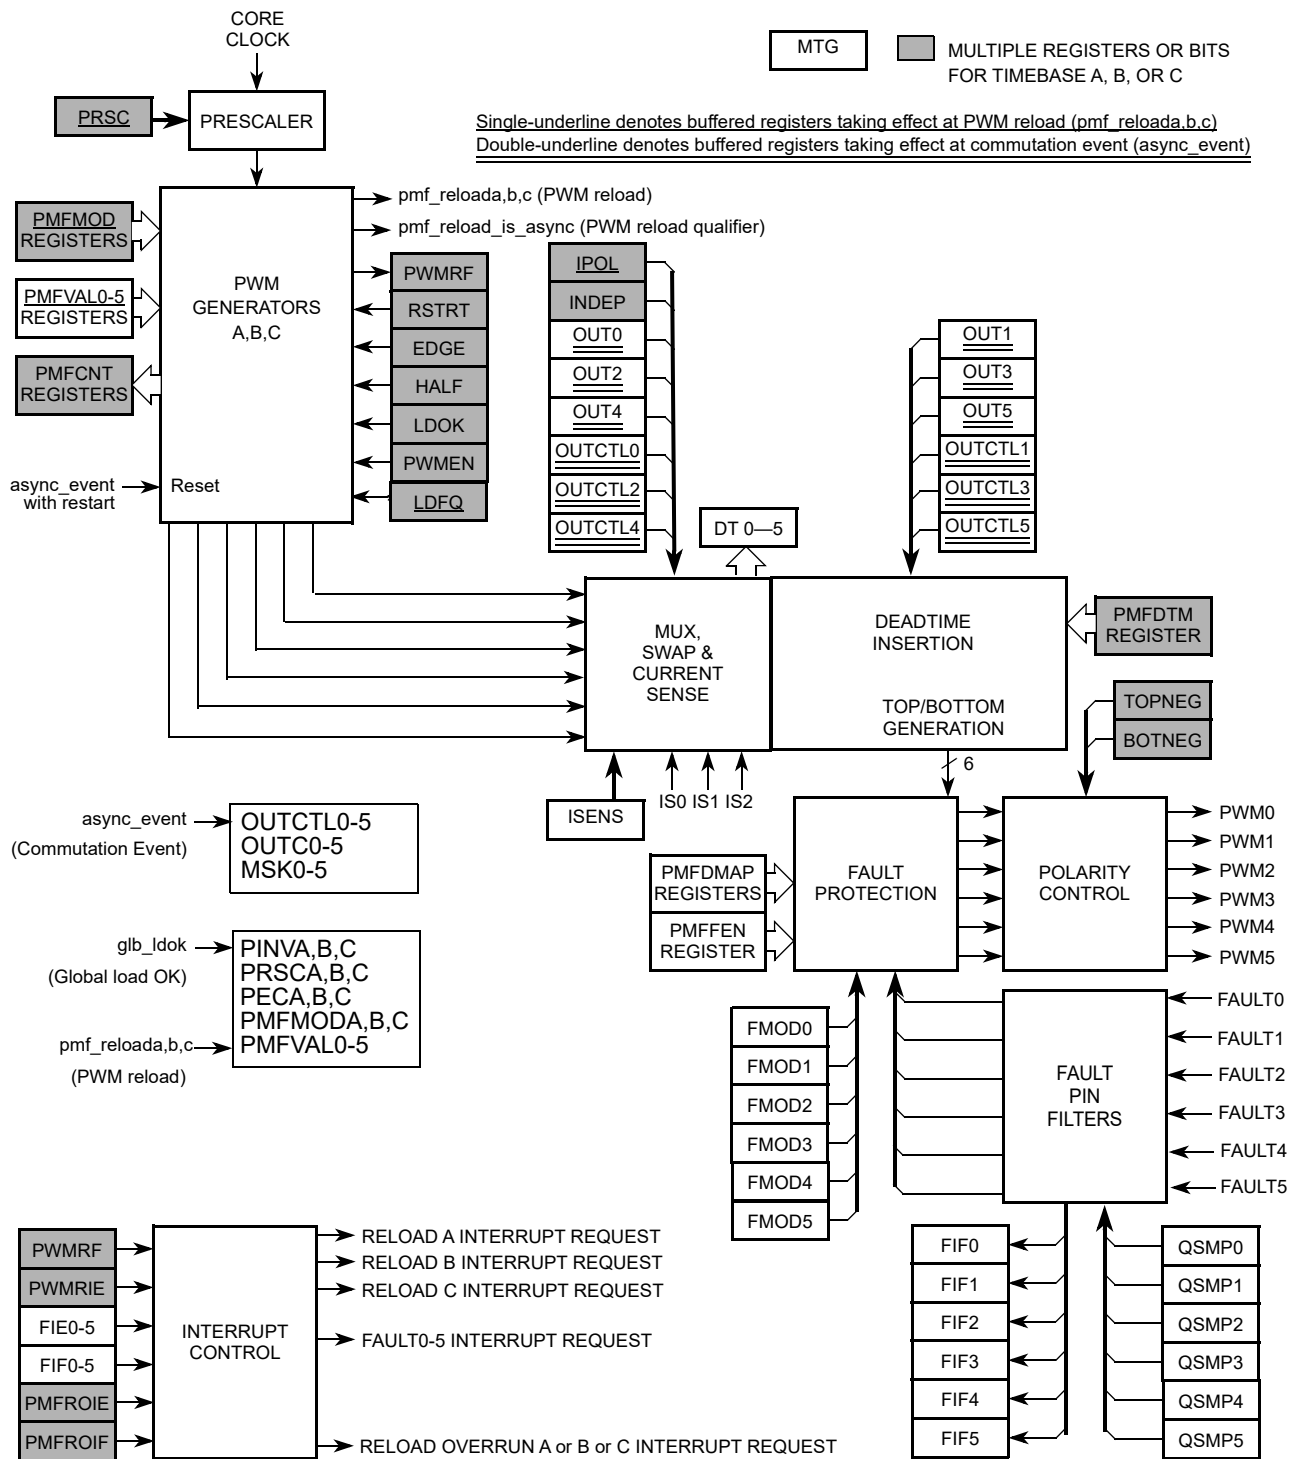 CORE
CLOCK
MTG
MULTIPLE REGISTERS OR BITS
FOR TIMEBASE A, B, OR C
PRSC
PRESCALER
Single-underline denotes buffered registers taking effect at PWM reload (pmf_reloada,b,c)
Double-underline denotes buffered registers taking effect at commutation event (async_event)
pmf_reloada,b,c (PWM reload)
pmf_reload_is_async (PWM reload qualifier)
PMFMOD
REGISTERS
PMFVAL0-5
REGISTERS
PMFCNT
REGISTERS
PWM
GENERATORS
A,B,C
async_event
with restart
Reset
PWMRF
RSTRT
EDGE
HALF
LDOK
PWMEN
LDFQ
IPOL
INDEP
OUT0
OUT2
OUT4
OUTCTL0
OUTCTL2
OUTCTL4
DT 0—5
OUT1
OUT3
OUT5
OUTCTL1
OUTCTL3
OUTCTL5
MUX,
SWAP &
CURRENT
SENSE
DEADTIME
INSERTION
TOP/BOTTOM
GENERATION
PMFDTM
REGISTER
TOPNEG
BOTNEG
6
ISENS
IS0 IS1 IS2
async_event
(Commutation Event)
OUTCTL0-5
OUTC0-5
MSK0-5
PMFDMAP
REGISTERS
PMFFEN
REGISTER
FAULT
PROTECTION
POLARITY
CONTROL
PWM0
PWM1
PWM2
PWM3
PWM4
PWM5
glb_ldok
(Global load OK)
pmf_reloada,b,c
(PWM reload)
PINVA,B,C
PRSCA,B,C
PECA,B,C
PMFMODA,B,C
PMFVAL0-5
FMOD0
FMOD1
FMOD2
FMOD3
FMOD4
FMOD5
FAULT
PIN
FILTERS
FAULT0
FAULT1
FAULT2
FAULT3
FAULT4
FAULT5
PWMRF
PWMRIE
FIE0-5
FIF0-5
PMFROIE
PMFROIF
INTERRUPT
CONTROL
RELOAD A INTERRUPT REQUEST
RELOAD B INTERRUPT REQUEST
RELOAD C INTERRUPT REQUEST
FAULT0-5 INTERRUPT REQUEST
RELOAD OVERRUN A or B or C INTERRUPT REQUEST
FIF0
FIF1
FIF2
FIF3
FIF4
FIF5
QSMP0
QSMP1
QSMP2
QSMP3
QSMP4
QSMP5